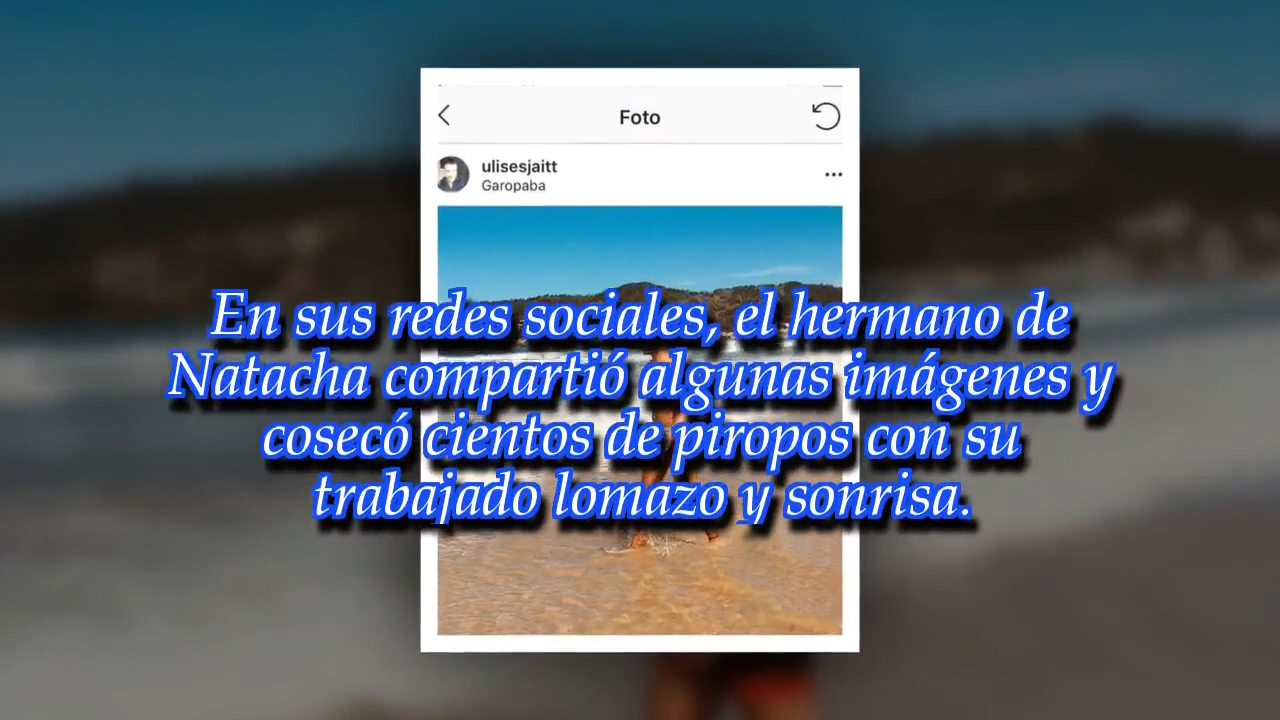 Foto
ulisesjaitt
Garopaba
En sus redes sociales, el hermano de
Natacha compartió algunas imágenes y
cosecó cientos de piropos con su
trabajado lomazo y sonrisa.